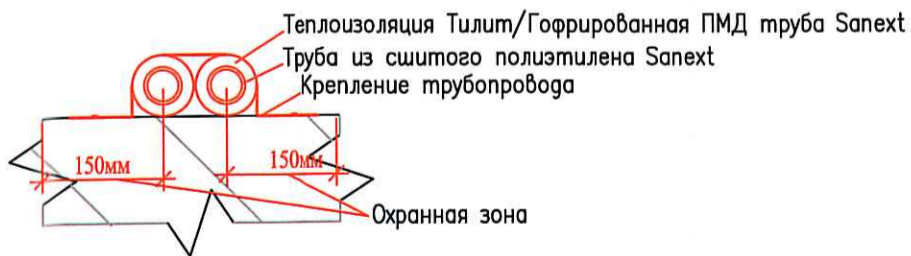 Теплоизоляция Тилит/Гофрированная ПМД труба Sanext
Труба из сшитого полиэтилена Sanext
Крепление трубопровода
150мм 150мм
Охранная зона